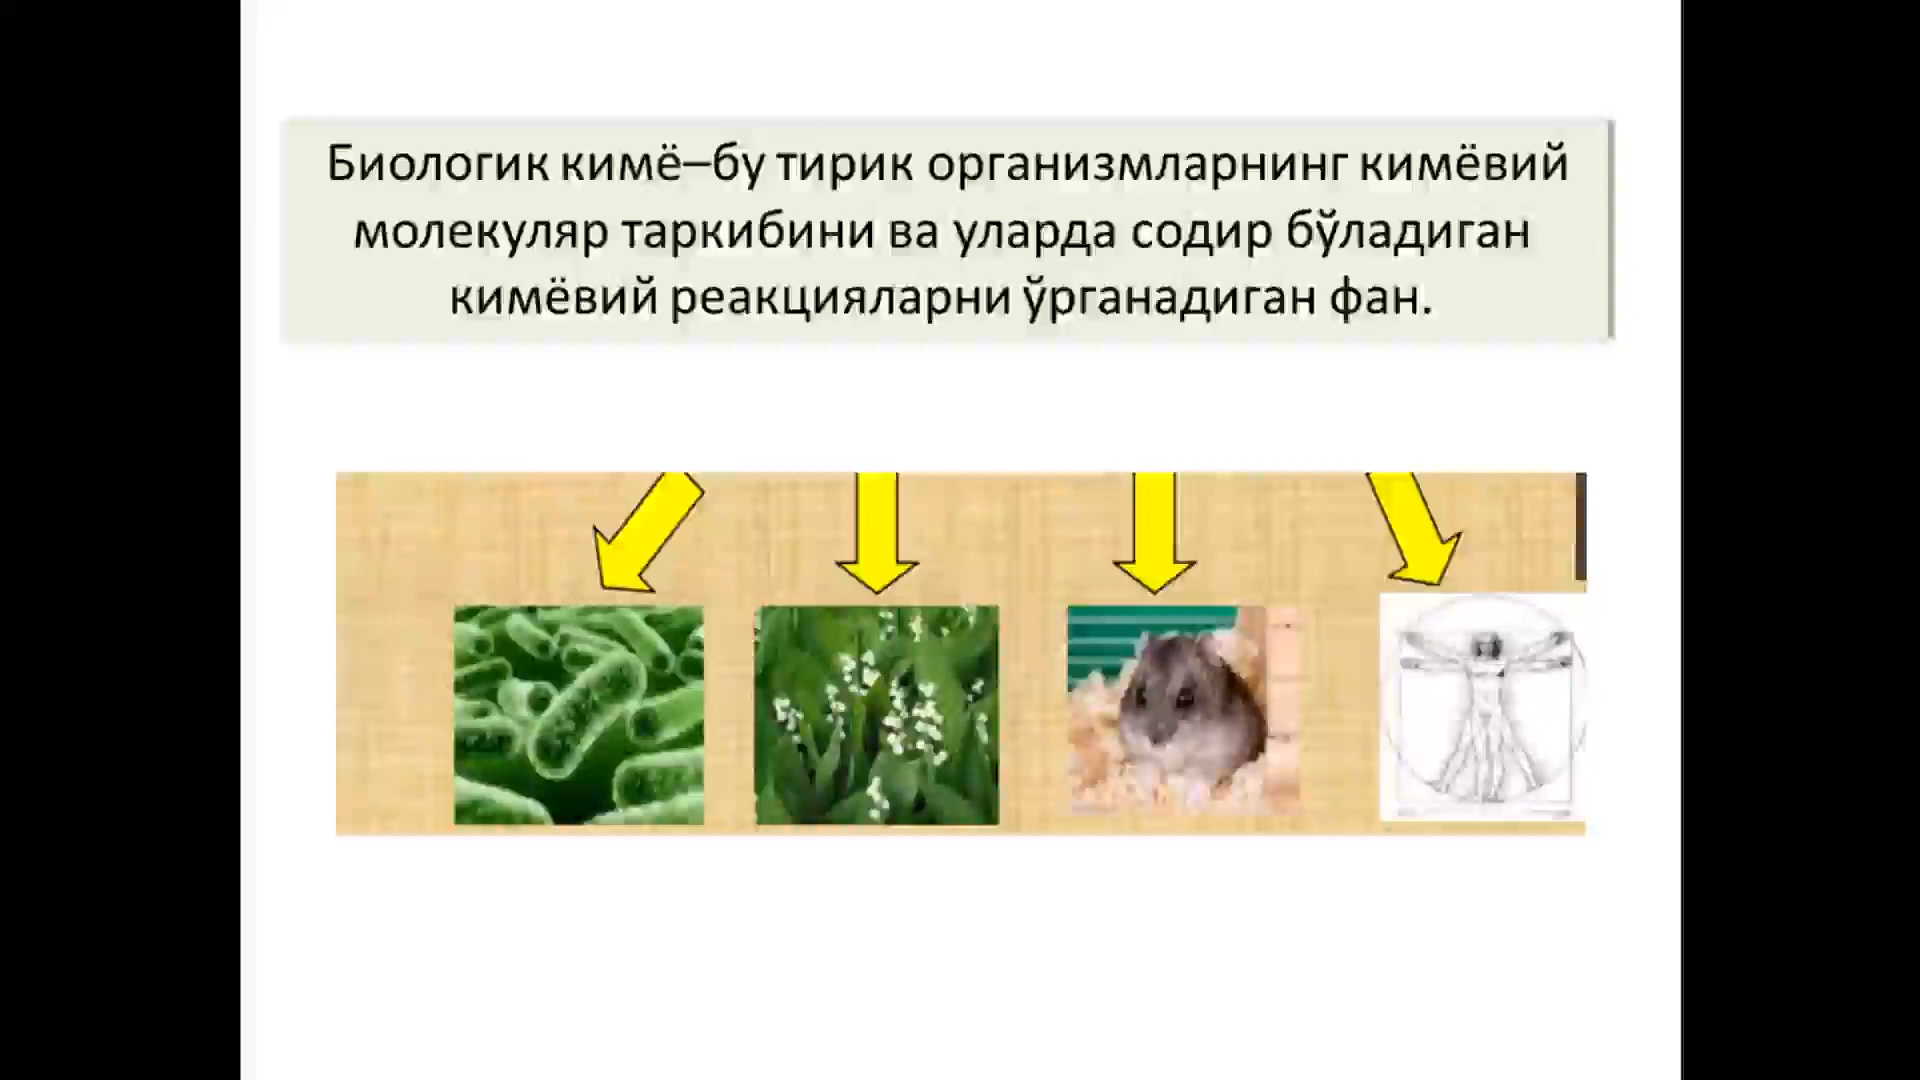 Биологик кимё–бу тирик организмларнинг кимёвий
молекуляр таркибини ва уларда содир бўладиган
кимёвий реакцияларни ўрганадиган фан.